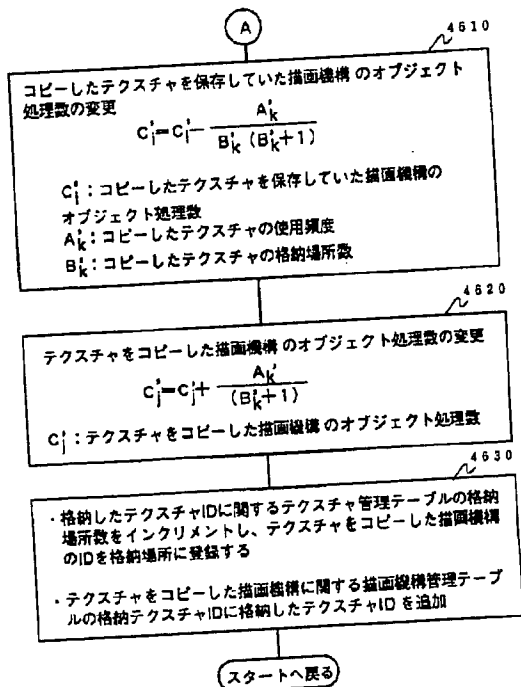 A
4610
コピーしたテクスチャを保存していた描画機構のオブジェクト
処理数の変更
C'i=C'i- A'k / B'k (B'k+1)
C'i:コピーしたテクスチャを保存していた描画機構の
オブジェクト処理数
A'k:コピーしたテクスチャの使用頻度
B'k:コピーしたテクスチャの格納場所数
4620
テクスチャをコピーした描画機構のオブジェクト処理数の変更
C'j=C'j+ Ak' / (B'k+1)
C'j:テクスチャをコピーした描画機構のオブジェクト処理数
4630
・格納したテクスチャIDに関するテクスチャ管理テーブルの格納
場所数をインクリメントし、テクスチャをコピーした描画機構
のIDを格納場所に登録する
・テクスチャをコピーした描画機構に関する描画機構管理テーブ
ルの格納テクスチャIDに格納したテクスチャIDを追加
スタートへ戻る